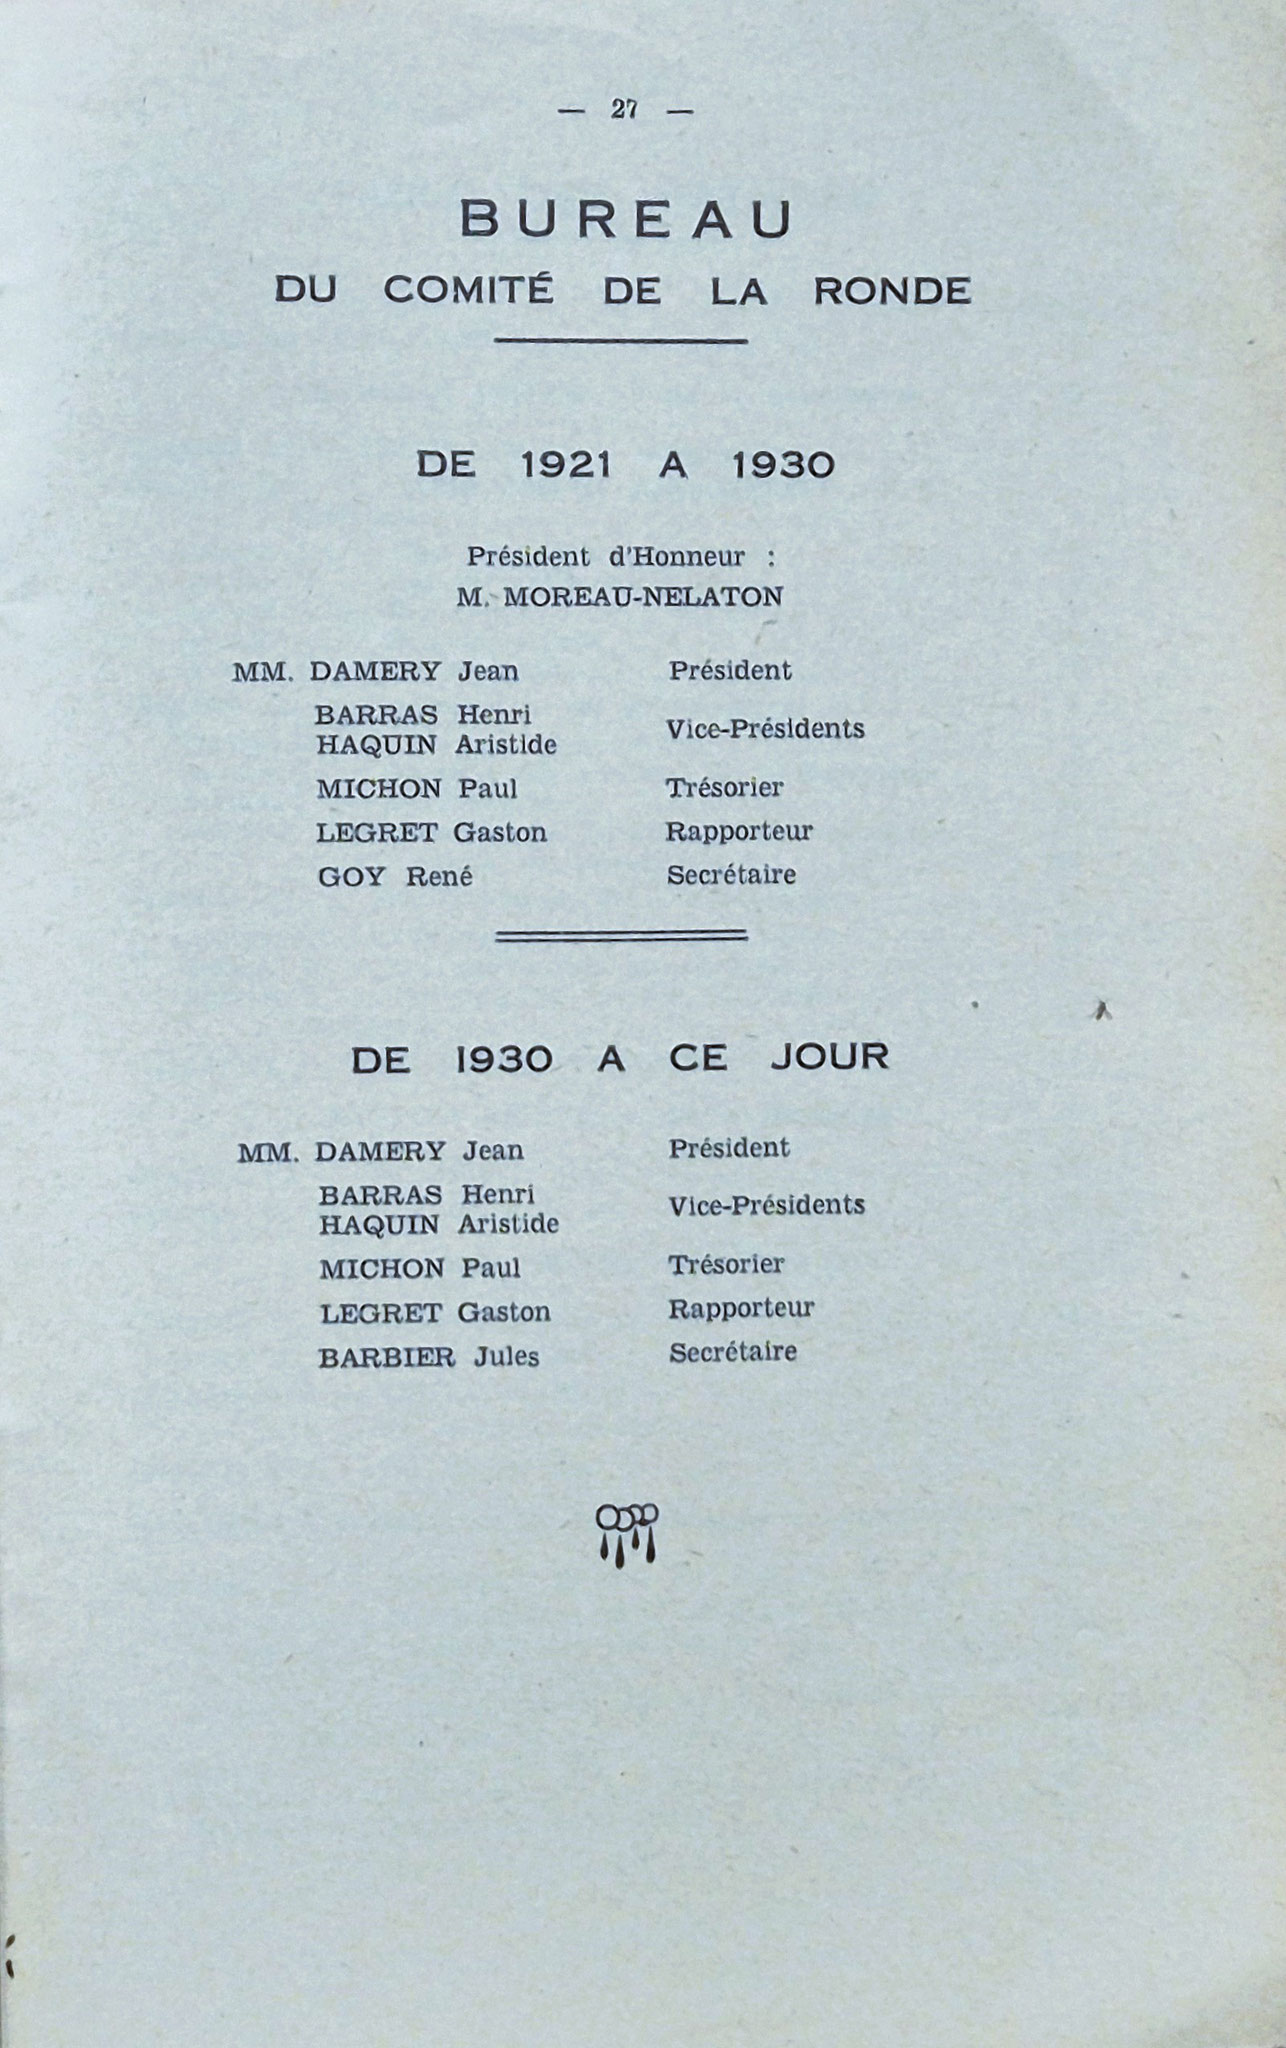 — 27 —
BUREAU
DU COMITÉ DE LA RONDE
DE 1921 A 1930
Président d'Honneur :
M. MOREAU-NELATON
MM. DAMERY Jean Président
BARRAS Henri
HAQUIN Aristide Vice-Présidents
MICHON Paul Trésorier
LEGRET Gaston Rapporteur
GOY René Secrétaire
DE 1930 A CE JOUR
MM. DAMERY Jean Président
BARRAS Henri
HAQUIN Aristide Vice-Présidents
MICHON Paul Trésorier
LEGRET Gaston Rapporteur
BARBIER Jules Secrétaire